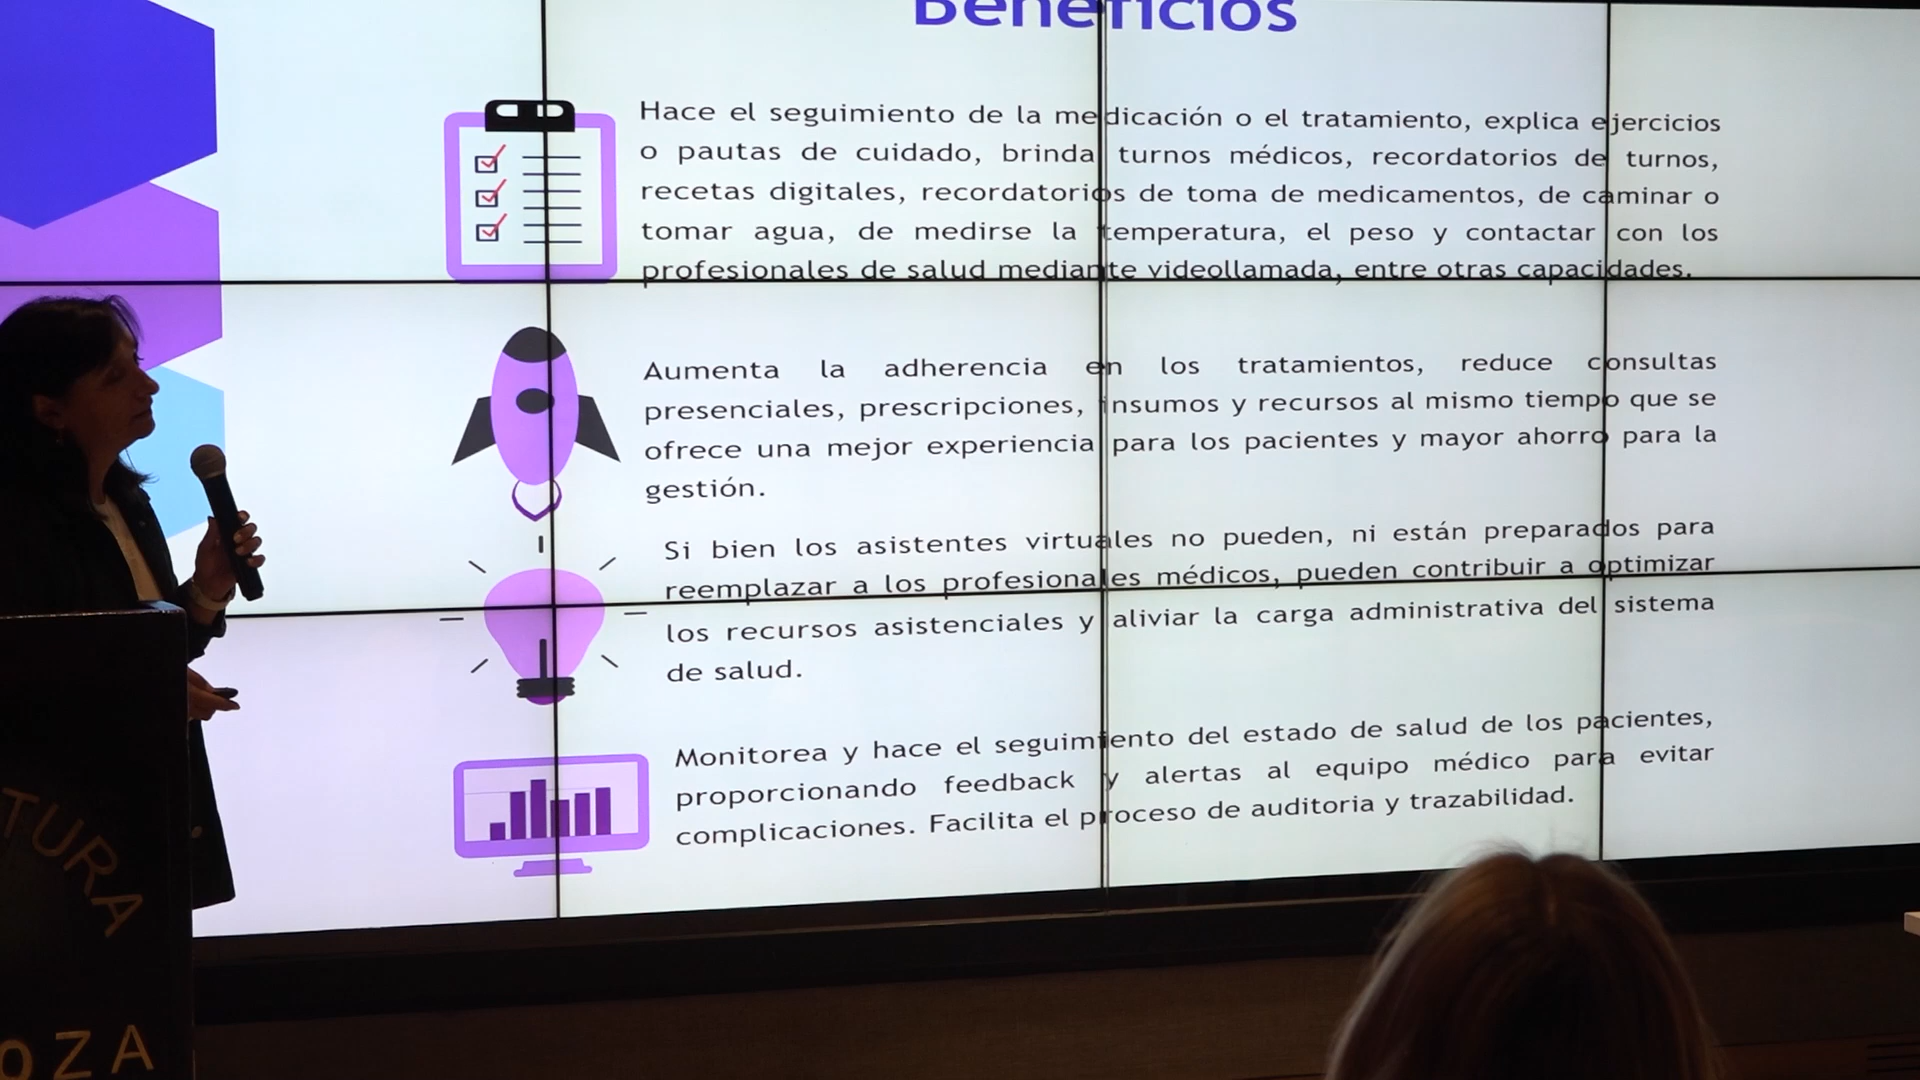 Beneficios
Hace el seguimiento de la medicación o el tratamiento, explica ejercicios
o pautas de cuidado, brinda turnos médicos, recordatorios de turnos,
recetas digitales, recordatorios de toma de medicamentos, de caminar o
tomar agua, de medirse la temperatura, el peso y contactar con los
profesionales de salud mediante videollamada, entre otras capacidades.
Aumenta la adherencia en los tratamientos, reduce consultas
presenciales, prescripciones, insumos y recursos al mismo tiempo que se
ofrece una mejor experiencia para los pacientes y mayor ahorro para la
gestión.
Si bien los asistentes virtuales no pueden, ni están preparados para
reemplazar a los profesionales médicos, pueden contribuir a optimizar
los recursos asistenciales y aliviar la carga administrativa del sistema
de salud.
Monitorea y hace el seguimiento del estado de salud de los pacientes,
proporcionando feedback y alertas al equipo médico para evitar
complicaciones. Facilita el proceso de auditoria y trazabilidad.
TURA
OZA